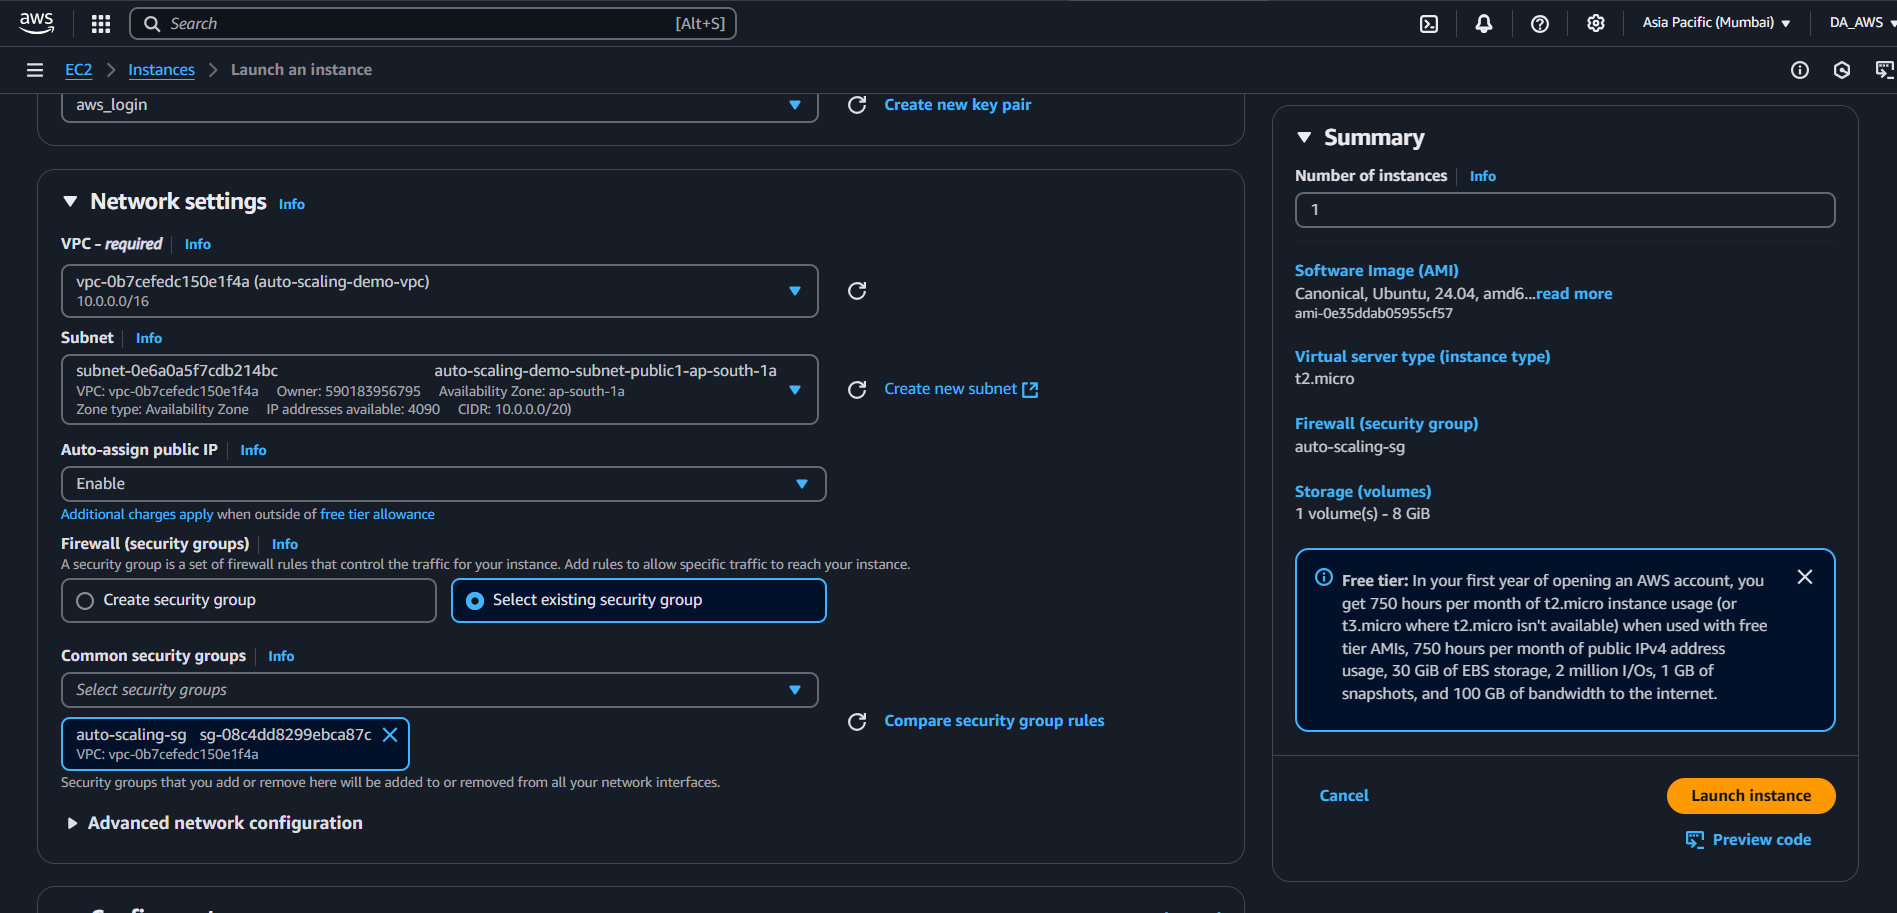 aws
Search [Alt+S]
Asia Pacific (Mumbai)
DA_AWS
EC2
Instances
Launch an instance
aws_login
Create new key pair
Network settings Info
VPC – required Info
vpc-0b7cefedc150e1f4a (auto-scaling-demo-vpc)
10.0.0.0/16
Subnet Info
subnet-0e6a0a5f7cdb214bc auto-scaling-demo-subnet-public1-ap-south-1a
VPC: vpc-0b7cefedc150e1f4a Owner: 590183956795 Availability Zone: ap-south-1a
Zone type: Availability Zone IP addresses available: 4090 CIDR: 10.0.0.0/20)
Create new subnet
Auto-assign public IP Info
Enable
Additional charges apply when outside of free tier allowance
Firewall (security groups) Info
A security group is a set of firewall rules that control the traffic for your instance. Add rules to allow specific traffic to reach your instance.
Create security group
Select existing security group
Common security groups Info
Select security groups
auto-scaling-sg sg-08c4dd8299ebca87c
VPC: vpc-0b7cefedc150e1f4a
Compare security group rules
Security groups that you add or remove here will be added to or removed from all your network interfaces.
Advanced network configuration
Summary
Number of instances Info
1
Software Image (AMI)
Canonical, Ubuntu, 24.04, amd6...read more
ami-0e35ddab05955cf57
Virtual server type (instance type)
t2.micro
Firewall (security group)
auto-scaling-sg
Storage (volumes)
1 volume(s) - 8 GiB
Free tier: In your first year of opening an AWS account, you
get 750 hours per month of t2.micro instance usage (or
t3.micro where t2.micro isn't available) when used with free
tier AMIs, 750 hours per month of public IPv4 address
usage, 30 GiB of EBS storage, 2 million I/Os, 1 GB of
snapshots, and 100 GB of bandwidth to the internet.
Cancel
Launch instance
Preview code